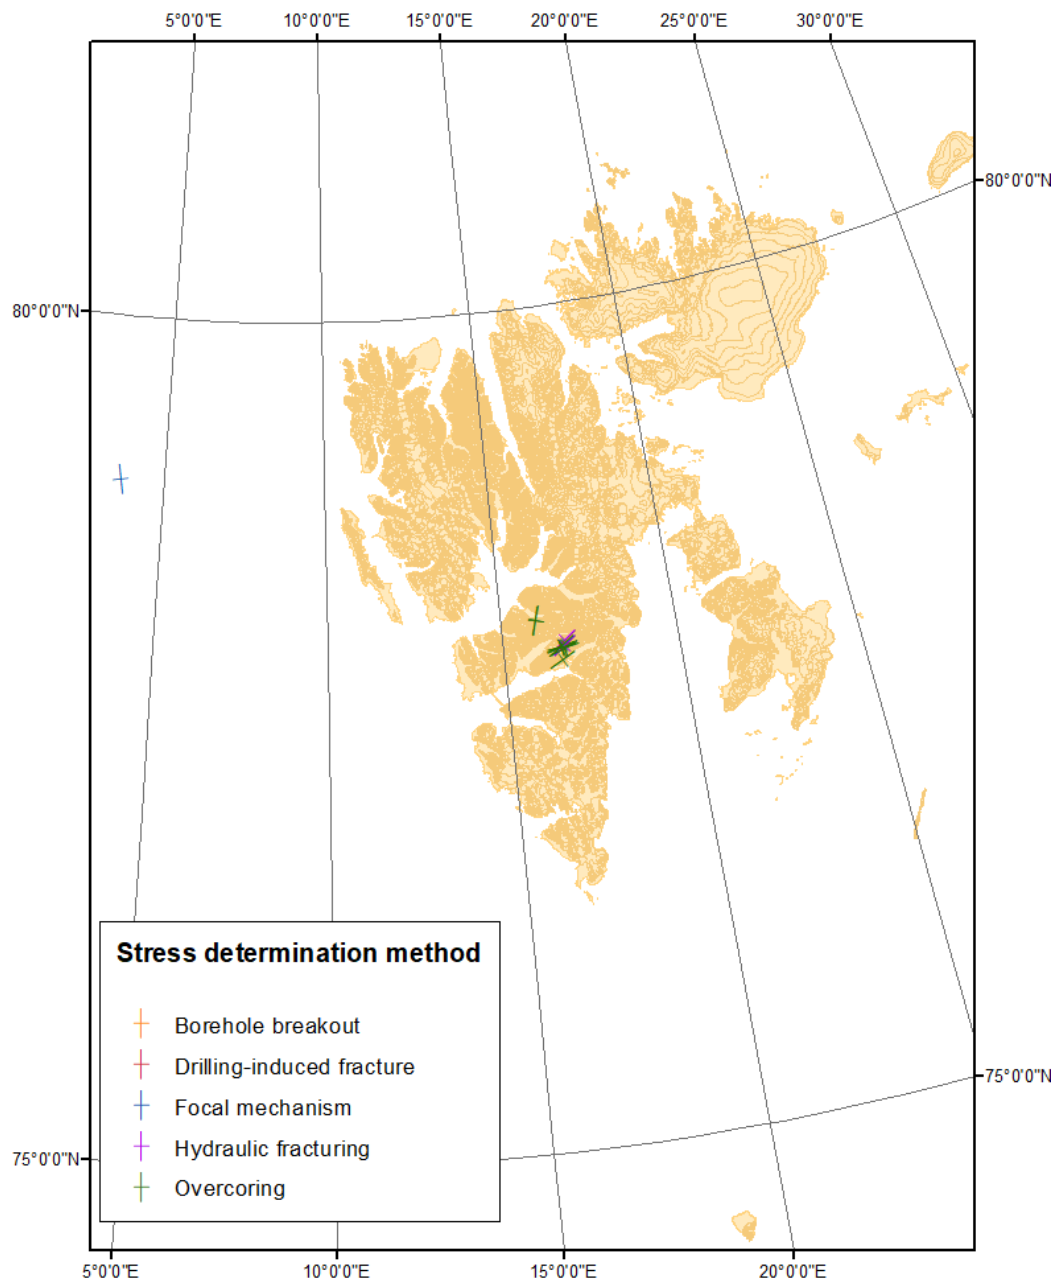 5°0'0"E 10°0'0"E 15°0'0"E 20°0'0"E 25°0'0"E 30°0'0"E
80°0'0"N
80°0'0"N
Stress determination method
Borehole breakout
Drilling-induced fracture
Focal mechanism
Hydraulic fracturing
Overcoring
75°0'0"N
75°0'0"N
5°0'0"E 10°0'0"E 15°0'0"E 20°0'0"E